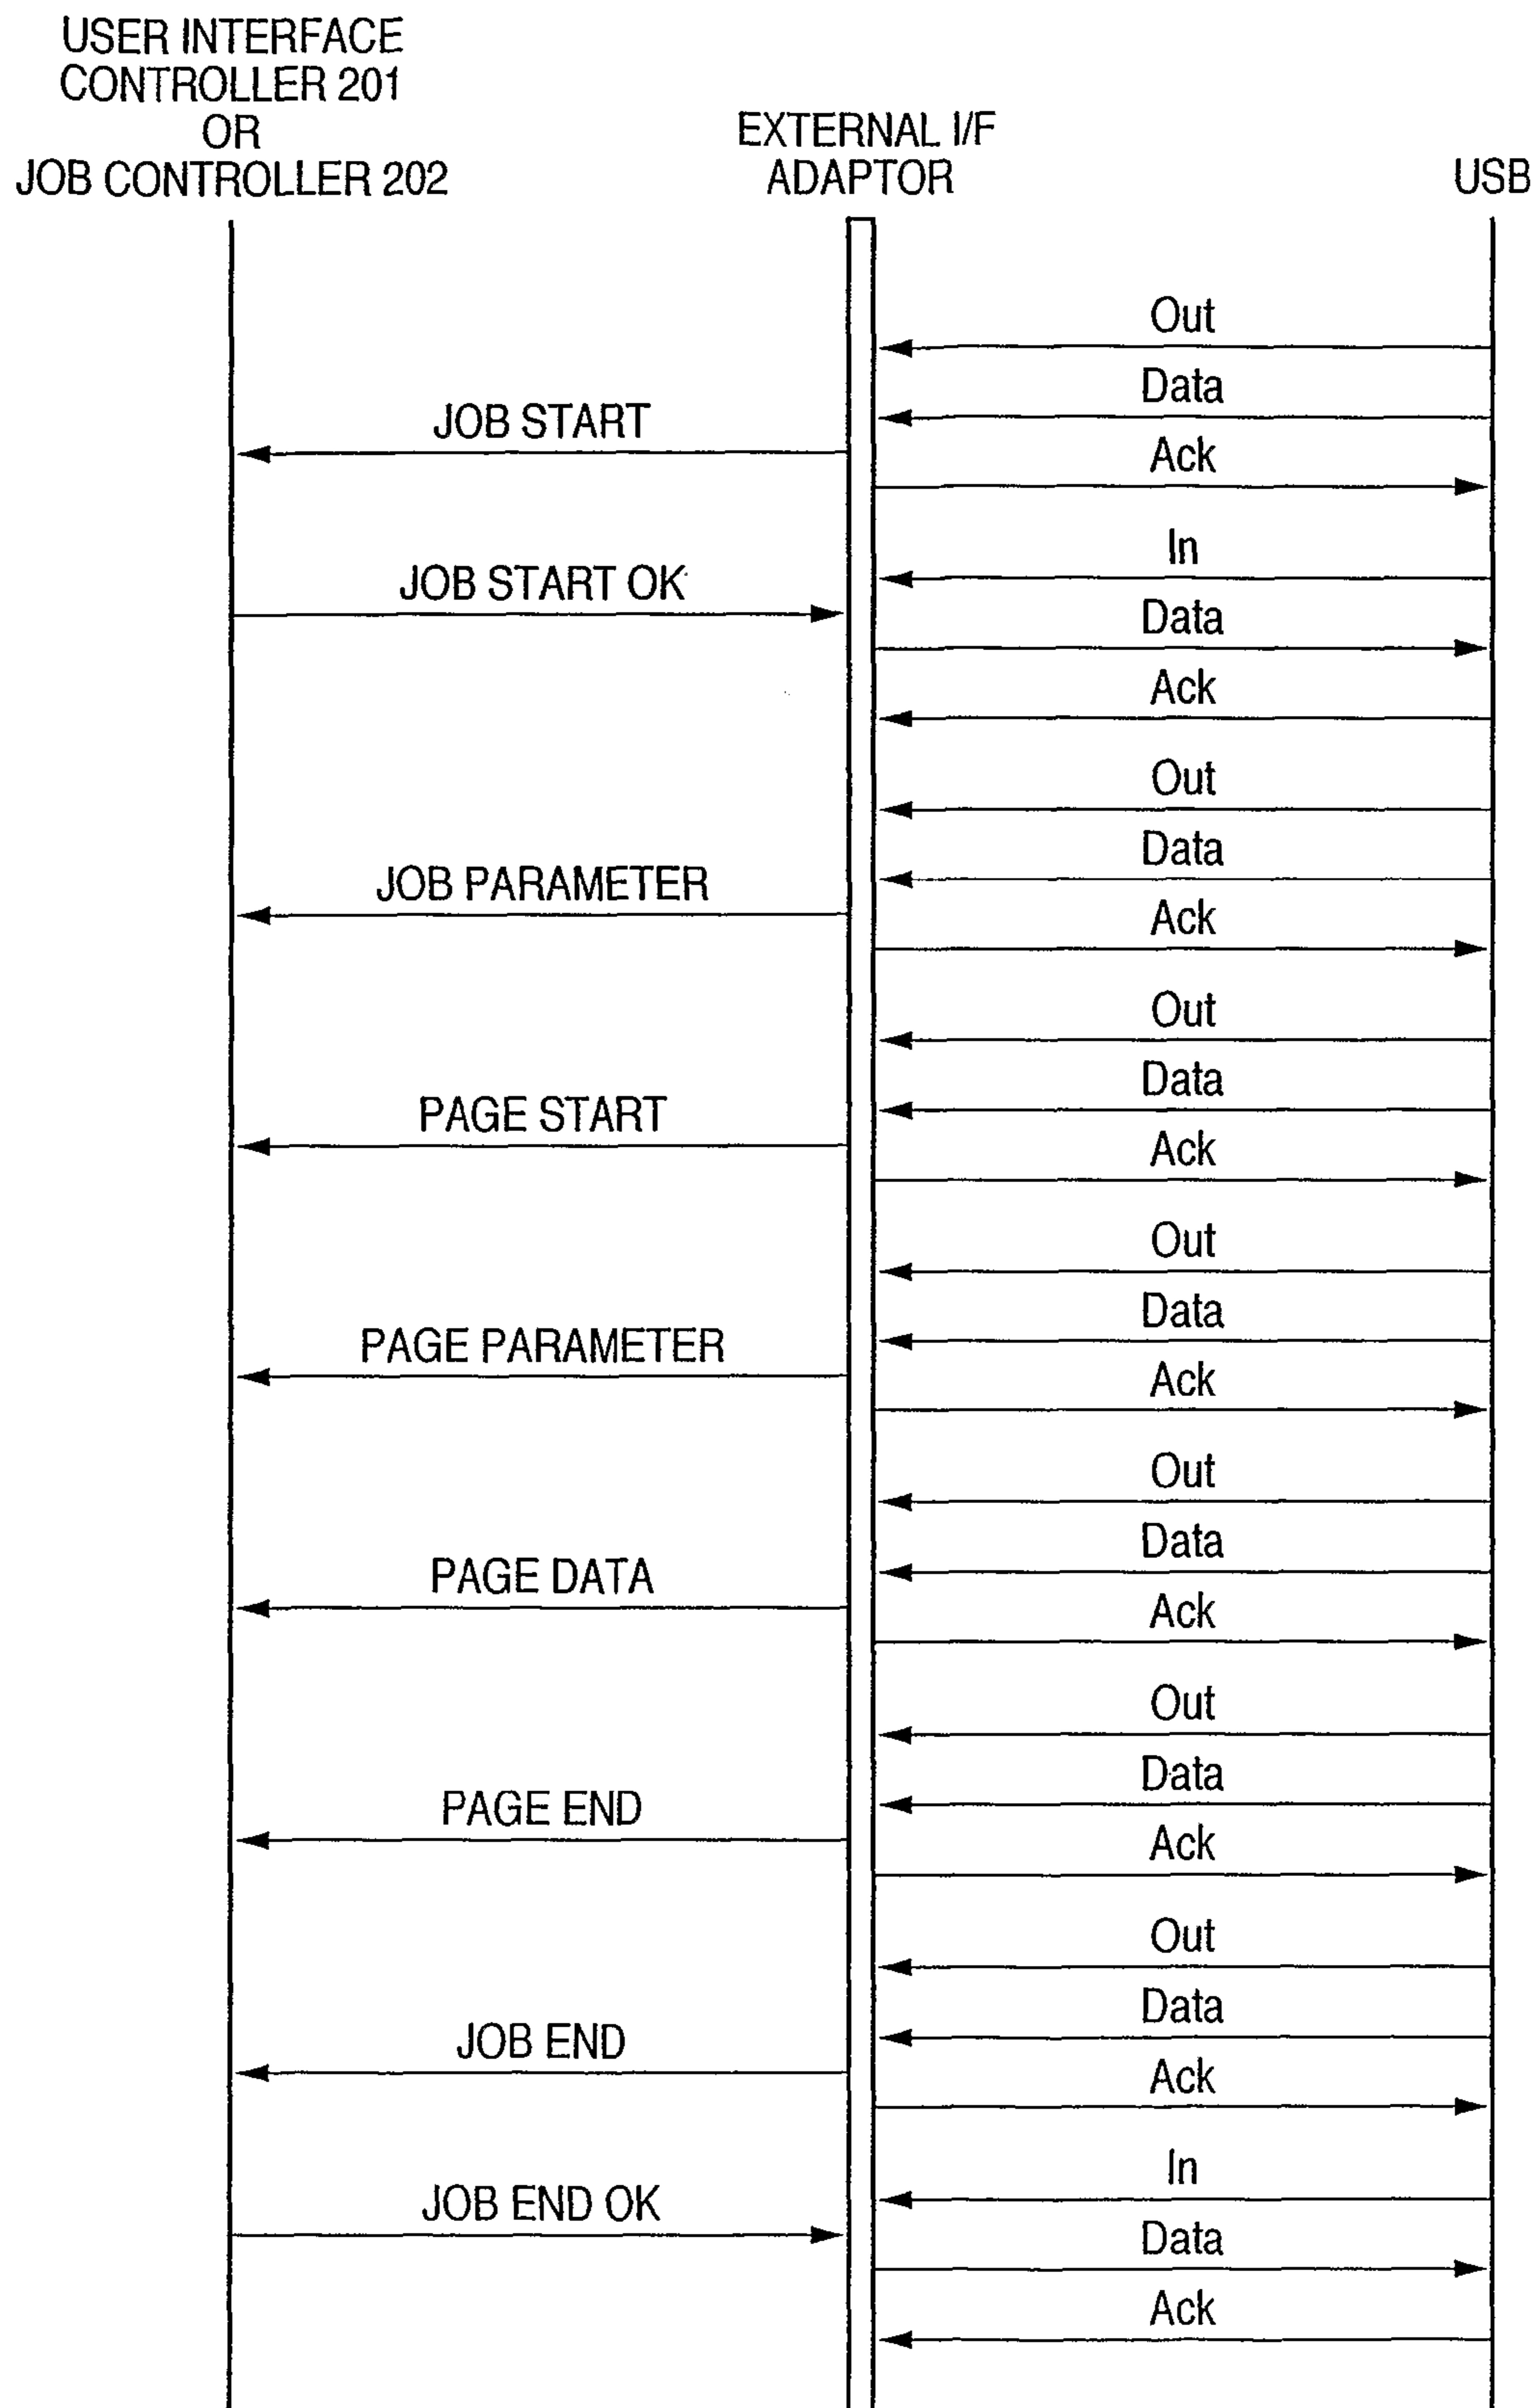 USER INTERFACE
CONTROLLER 201
OR
JOB CONTROLLER 202
EXTERNAL I/F
ADAPTOR
USB
Out
Data
JOB START
Ack
In
JOB START OK
Data
Ack
Out
Data
JOB PARAMETER
Ack
Out
Data
PAGE START
Ack
Out
Data
PAGE PARAMETER
Ack
Out
Data
PAGE DATA
Ack
Out
Data
PAGE END
Ack
Out
Data
JOB END
Ack
In
JOB END OK
Data
Ack